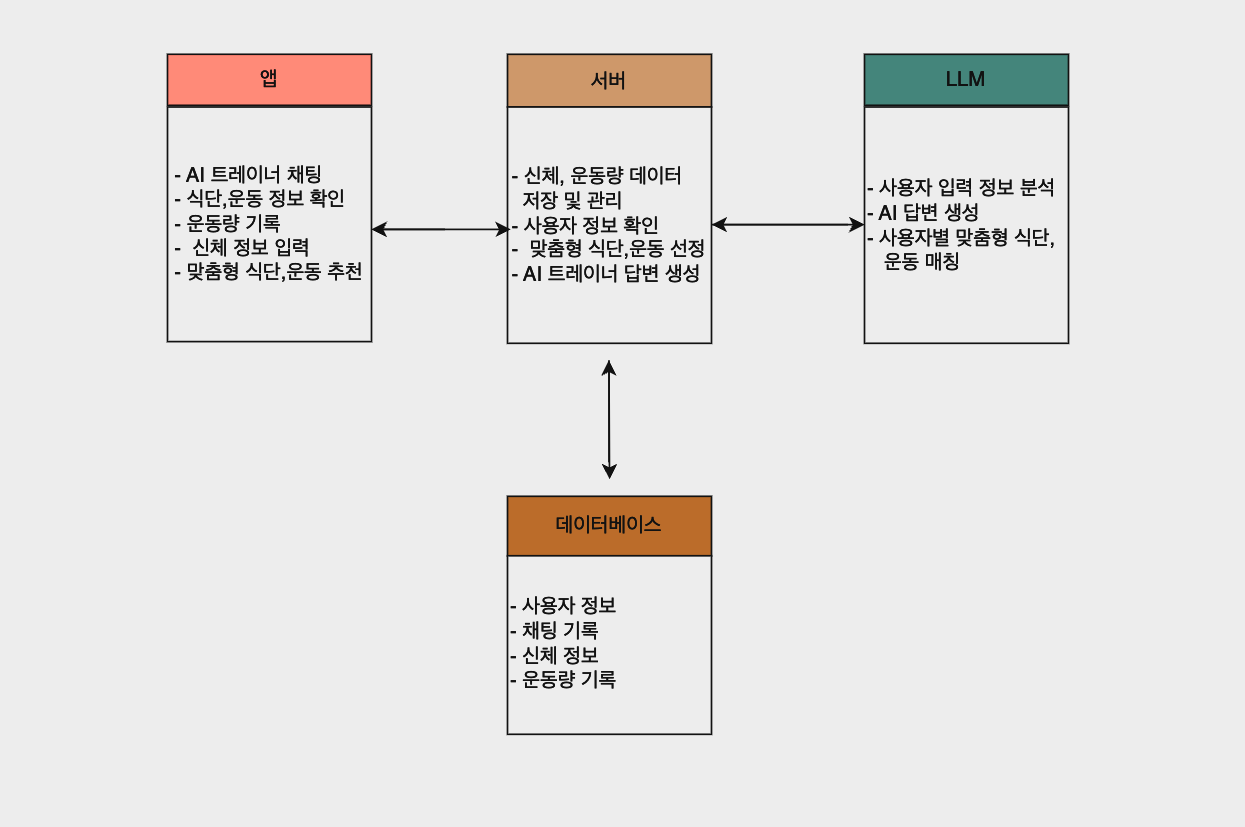 앱
- AI 트레이너 채팅
- 식단,운동 정보 확인
- 운동량 기록
- 신체 정보 입력
- 맞춤형 식단,운동 추천
서버
- 신체, 운동량 데이터
저장 및 관리
- 사용자 정보 확인
- 맞춤형 식단,운동 선정
- AI 트레이너 답변 생성
LLM
- 사용자 입력 정보 분석
- AI 답변 생성
- 사용자별 맞춤형 식단,
운동 매칭
데이터베이스
- 사용자 정보
- 채팅 기록
- 신체 정보
- 운동량 기록